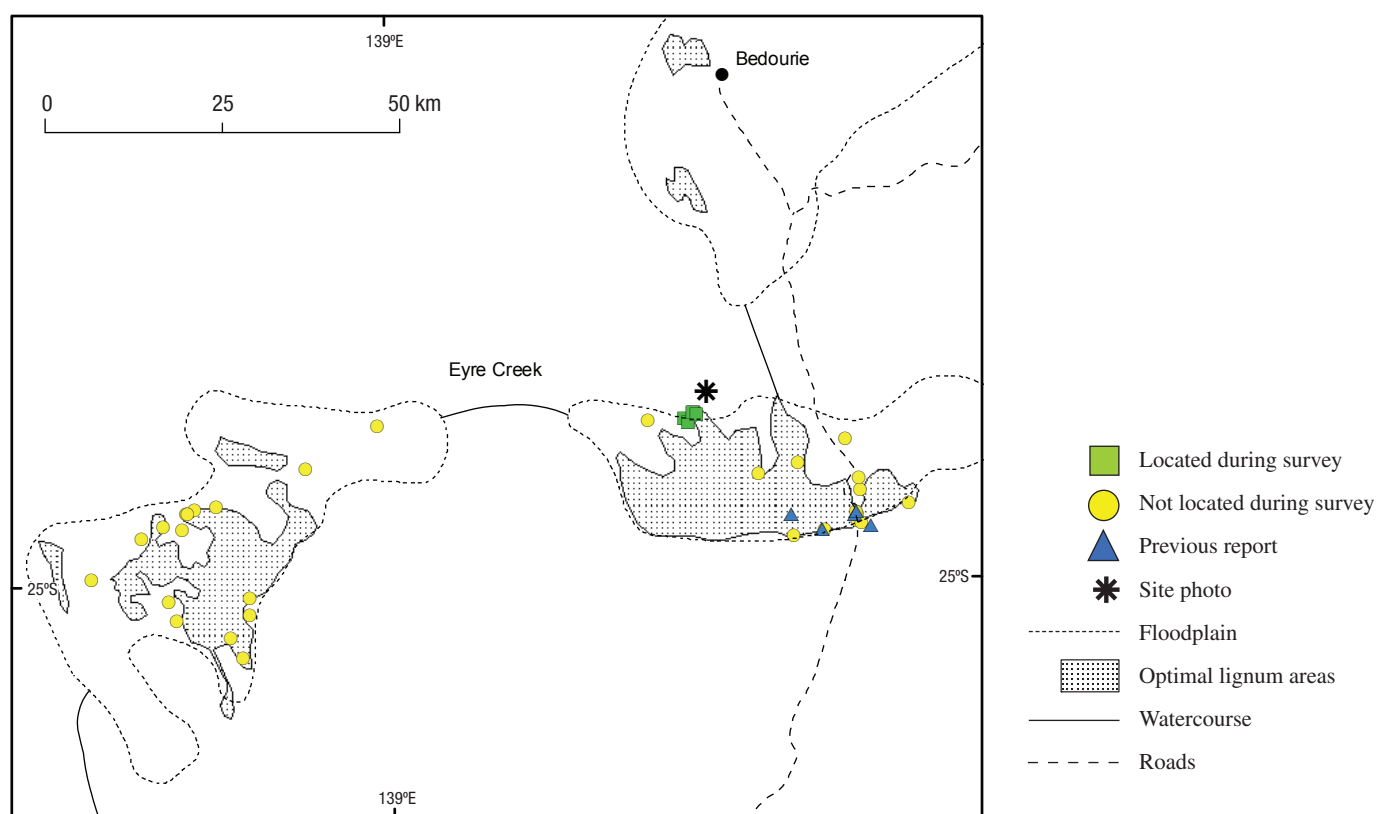 139ºE
Bedourie
0 25 50 km
Eyre Creek
25ºS
25ºS
139ºE
Located during survey
Not located during survey
Previous report
Site photo
Floodplain
Optimal lignum areas
Watercourse
Roads